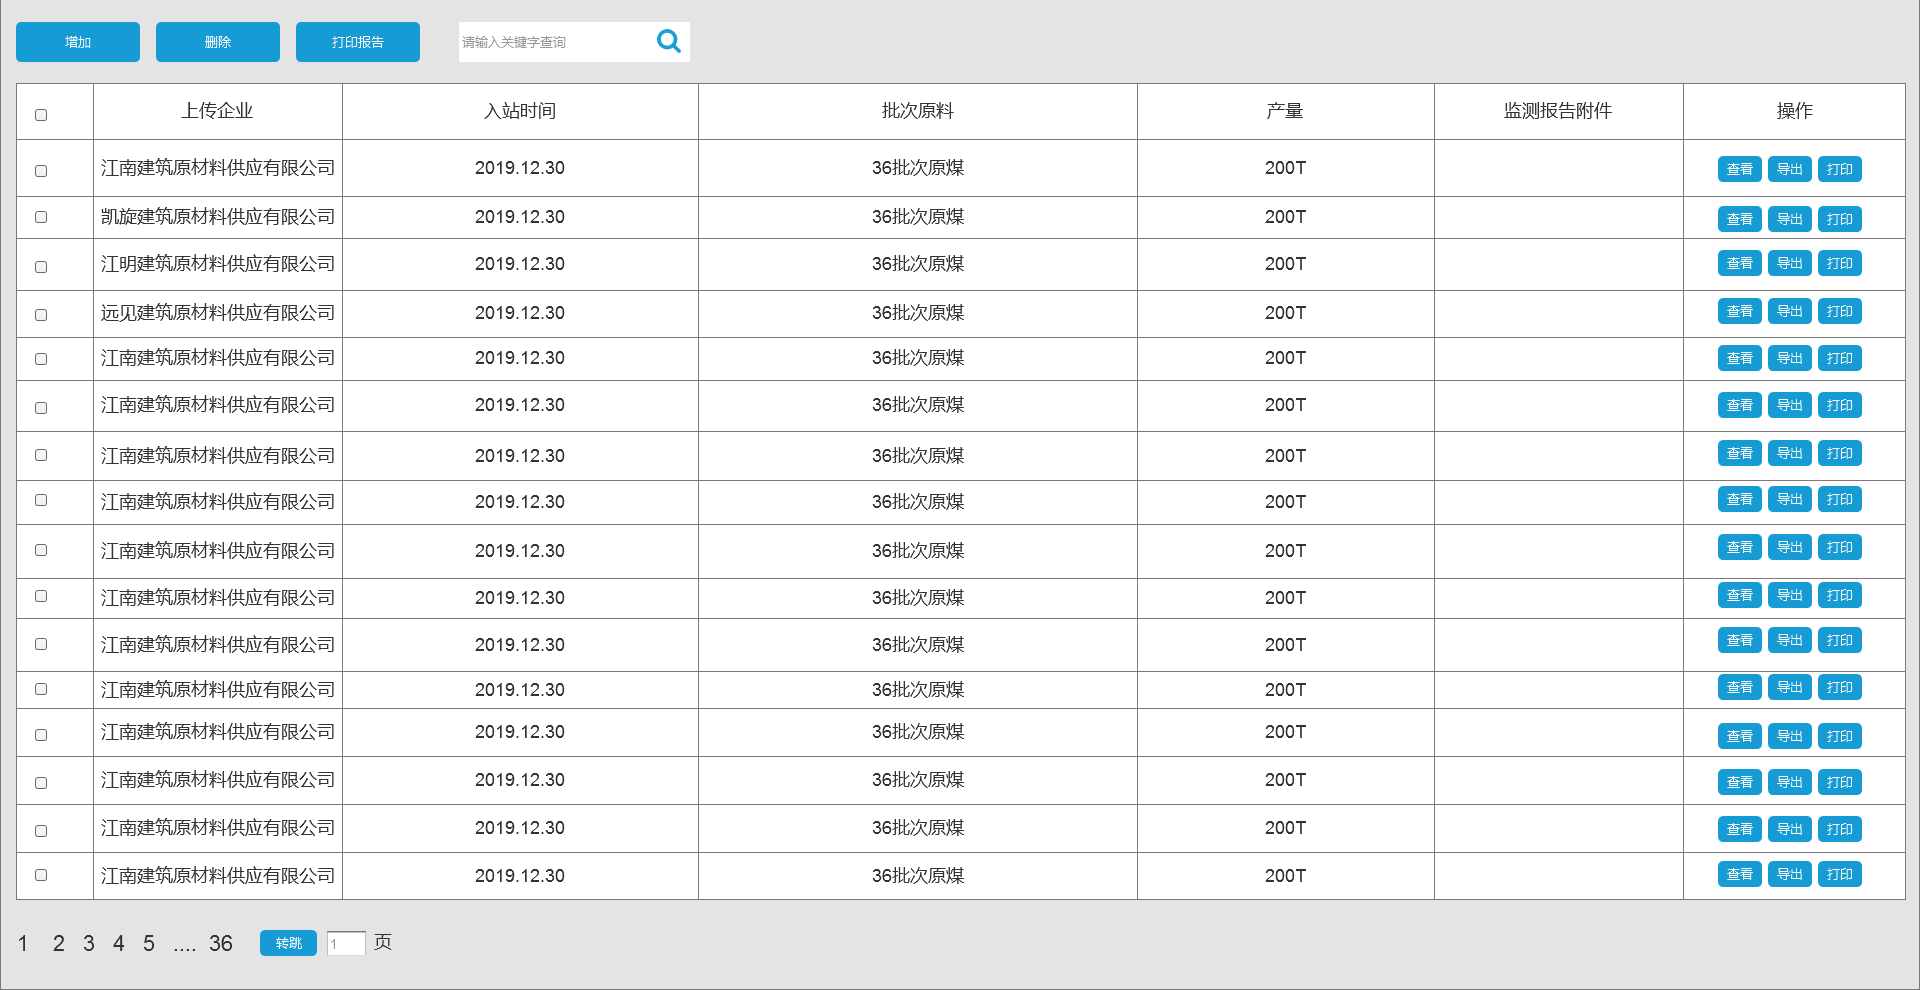 增加 删除 打印报告 请输入关键字查询
上传企业 入站时间 批次原料 产量 监测报告附件 操作
江南建筑原材料供应有限公司 2019.12.30 36批次原煤 200T 查看 导出 打印
凯旋建筑原材料供应有限公司 2019.12.30 36批次原煤 200T 查看 导出 打印
江明建筑原材料供应有限公司 2019.12.30 36批次原煤 200T 查看 导出 打印
远见建筑原材料供应有限公司 2019.12.30 36批次原煤 200T 查看 导出 打印
江南建筑原材料供应有限公司 2019.12.30 36批次原煤 200T 查看 导出 打印
江南建筑原材料供应有限公司 2019.12.30 36批次原煤 200T 查看 导出 打印
江南建筑原材料供应有限公司 2019.12.30 36批次原煤 200T 查看 导出 打印
江南建筑原材料供应有限公司 2019.12.30 36批次原煤 200T 查看 导出 打印
江南建筑原材料供应有限公司 2019.12.30 36批次原煤 200T 查看 导出 打印
江南建筑原材料供应有限公司 2019.12.30 36批次原煤 200T 查看 导出 打印
江南建筑原材料供应有限公司 2019.12.30 36批次原煤 200T 查看 导出 打印
江南建筑原材料供应有限公司 2019.12.30 36批次原煤 200T 查看 导出 打印
江南建筑原材料供应有限公司 2019.12.30 36批次原煤 200T 查看 导出 打印
江南建筑原材料供应有限公司 2019.12.30 36批次原煤 200T 查看 导出 打印
江南建筑原材料供应有限公司 2019.12.30 36批次原煤 200T 查看 导出 打印
江南建筑原材料供应有限公司 2019.12.30 36批次原煤 200T 查看 导出 打印
1 2 3 4 5 .... 36 转跳 1 页